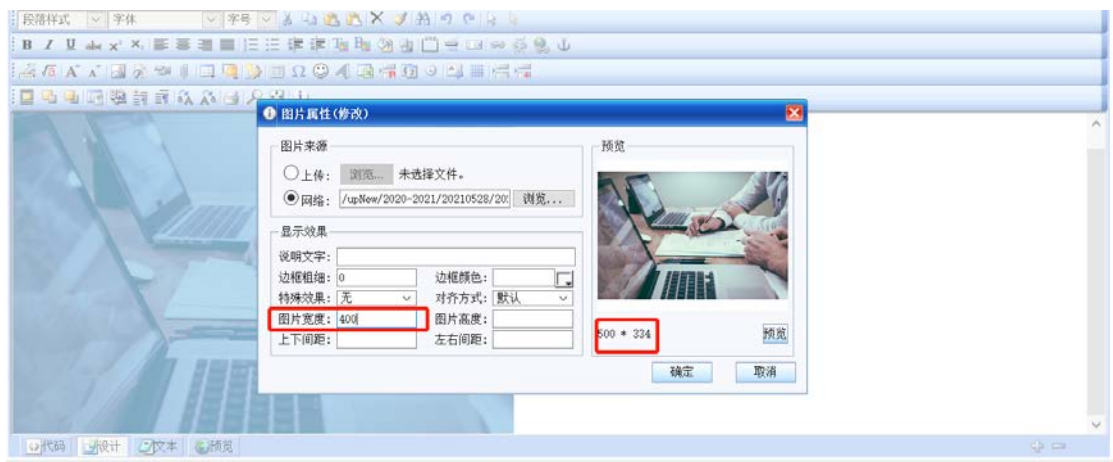 段落样式 字体 字号
B I U abc x² ×₂
图片属性(修改)
图片来源
上传: 浏览... 未选择文件。
网络: /upNew/2020-2021/20210528/20 浏览...
显示效果
说明文字:
边框粗细: 0 边框颜色:
特殊效果: 无 对齐方式: 默认
图片宽度: 400 图片高度:
上下间距: 左右间距:
预览
500 * 334 预览
确定 取消
代码 设计 文本 预览